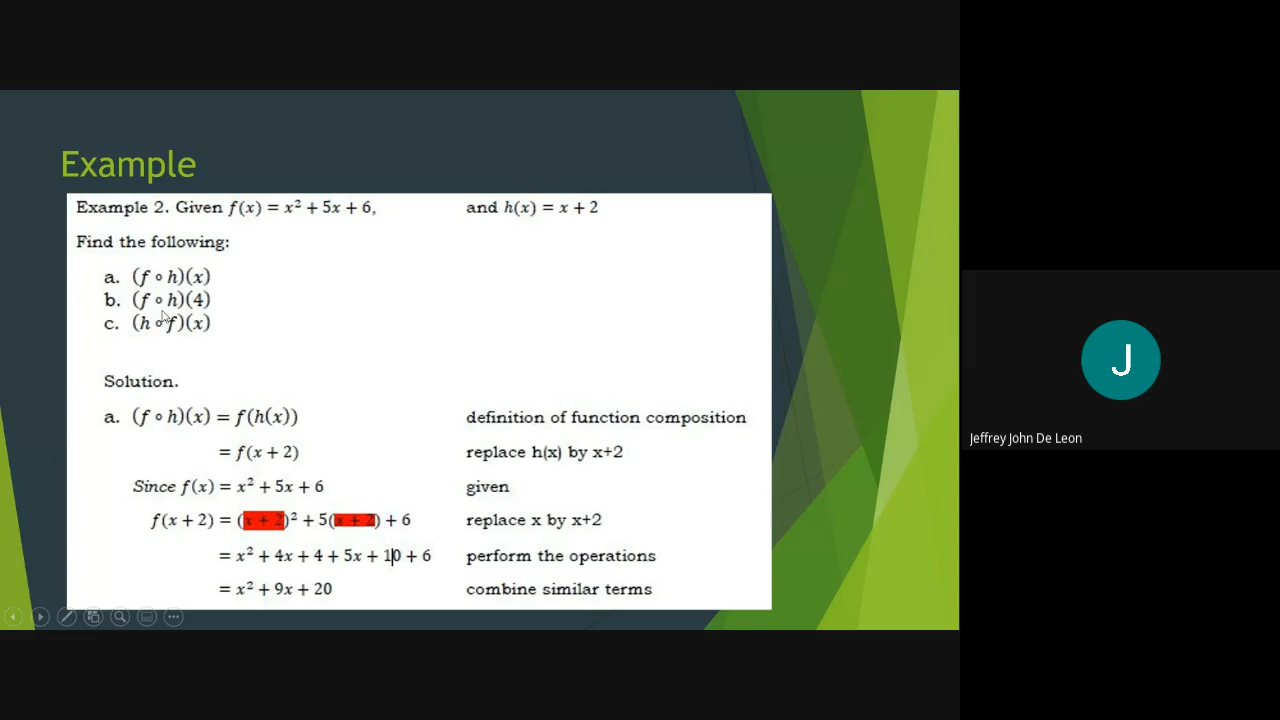 Example
Example 2. Given f(x) = x² + 5x + 6, and h(x) = x + 2
Find the following:
a. (f ∘ h)(x)
b. (f ∘ h)(4)
c. (h ∘ f)(x)
Solution.
a. (f ∘ h)(x) = f(h(x)) definition of function composition
= f(x + 2) replace h(x) by x+2
Since f(x) = x² + 5x + 6 given
f(x + 2) = (x + 2)² + 5(x + 2) + 6 replace x by x+2
= x² + 4x + 4 + 5x + 10 + 6 perform the operations
= x² + 9x + 20 combine similar terms
J
Jeffrey John De Leon